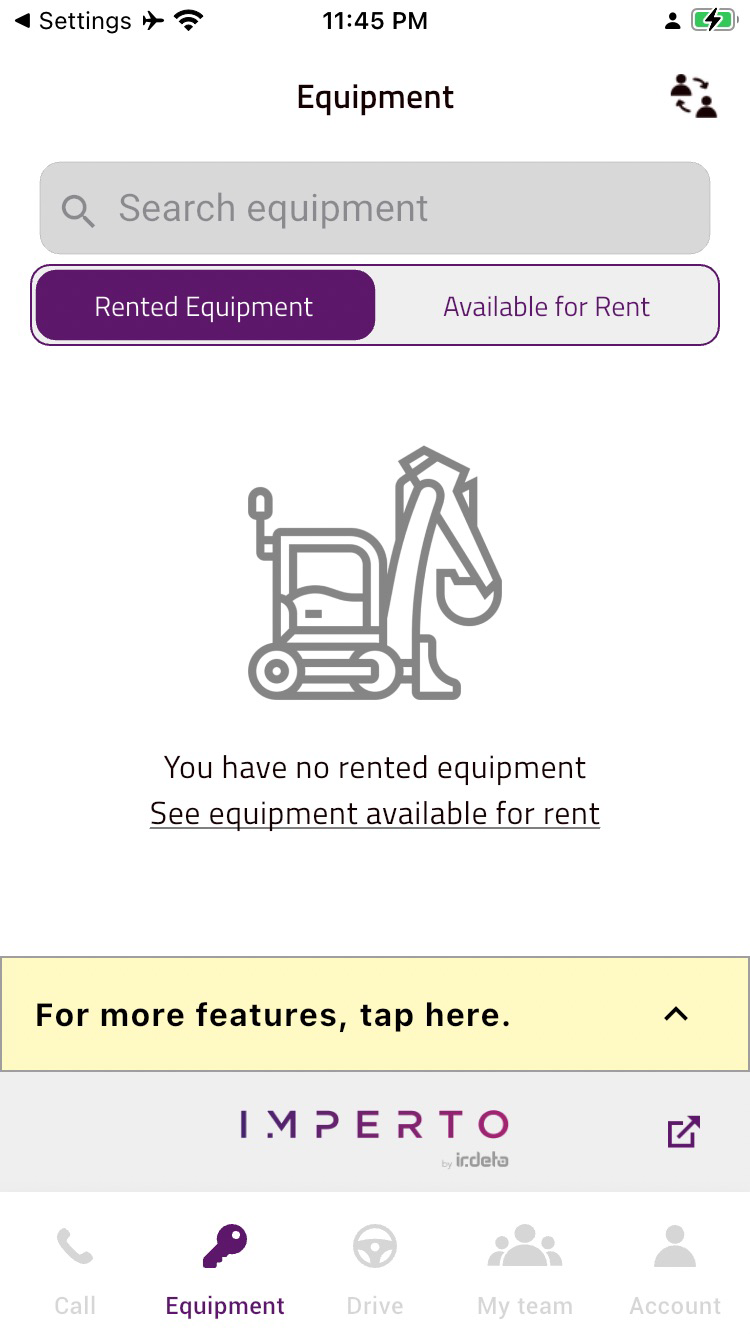 Settings
11:45 PM
Equipment
Search equipment
Rented Equipment
Available for Rent
You have no rented equipment
See equipment available for rent
For more features, tap here.
IMPERTO
by irdeta
Call
Equipment
Drive
My team
Account